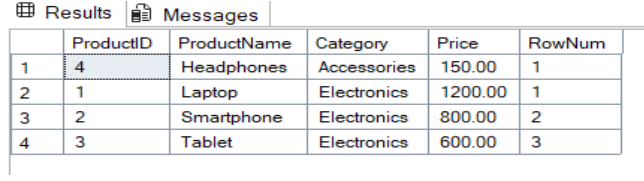 Results Messages
ProductID ProductName Category Price RowNum
1 4 Headphones Accessories 150.00 1
2 1 Laptop Electronics 1200.00 1
3 2 Smartphone Electronics 800.00 2
4 3 Tablet Electronics 600.00 3